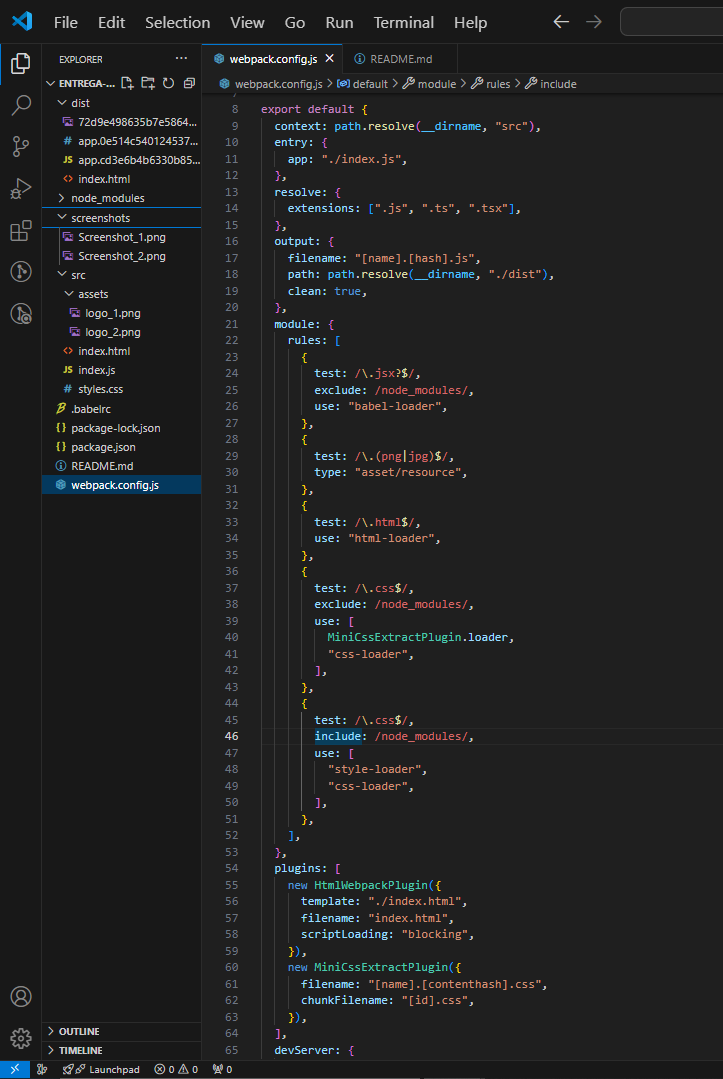 File Edit Selection View Go Run Terminal Help
EXPLORER ...
ENTREGA-...
dist
72d9e498635b7e5864...
# app.0e514c540124537...
JS app.cd3e6b4b6330b85...
<> index.html
node_modules
screenshots
Screenshot_1.png
Screenshot_2.png
src
assets
logo_1.png
logo_2.png
<> index.html
JS index.js
# styles.css
.babelrc
{} package-lock.json
{} package.json
README.md
webpack.config.js
OUTLINE
TIMELINE
webpack.config.js README.md
webpack.config.js > default > module > rules > include
8 export default {
9 context: path.resolve(__dirname, "src"),
10 entry: {
11 app: "./index.js",
12 },
13 resolve: {
14 extensions: [".js", ".ts", ".tsx"],
15 },
16 output: {
17 filename: "[name].[hash].js",
18 path: path.resolve(__dirname, "./dist"),
19 clean: true,
20 },
21 module: {
22 rules: [
23 {
24 test: /\.jsx?$/,
25 exclude: /node_modules/,
26 use: "babel-loader",
27 },
28 {
29 test: /\.(png|jpg)$/,
30 type: "asset/resource",
31 },
32 {
33 test: /\.html$/,
34 use: "html-loader",
35 },
36 {
37 test: /\.css$/,
38 exclude: /node_modules/,
39 use: [
40 MiniCssExtractPlugin.loader,
41 "css-loader",
42 ],
43 },
44 {
45 test: /\.css$/,
46 include: /node_modules/,
47 use: [
48 "style-loader",
49 "css-loader",
50 ],
51 },
52 ],
53 },
54 plugins: [
55 new HtmlWebpackPlugin({
56 template: "./index.html",
57 filename: "index.html",
58 scriptLoading: "blocking",
59 }),
60 new MiniCssExtractPlugin({
61 filename: "[name].[contenthash].css",
62 chunkFilename: "[id].css",
63 }),
64 ],
65 devServer: {
Launchpad 0 0 0